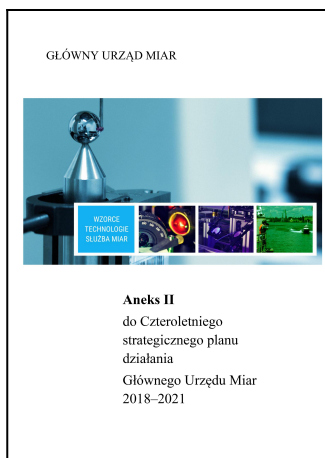 GŁÓWNY URZĄD MIAR
WZORCE
TECHNOLOGIE
SŁUŻBA MIAR
Aneks II
do Czteroletniego
strategicznego planu
działania
Głównego Urzędu Miar
2018–2021